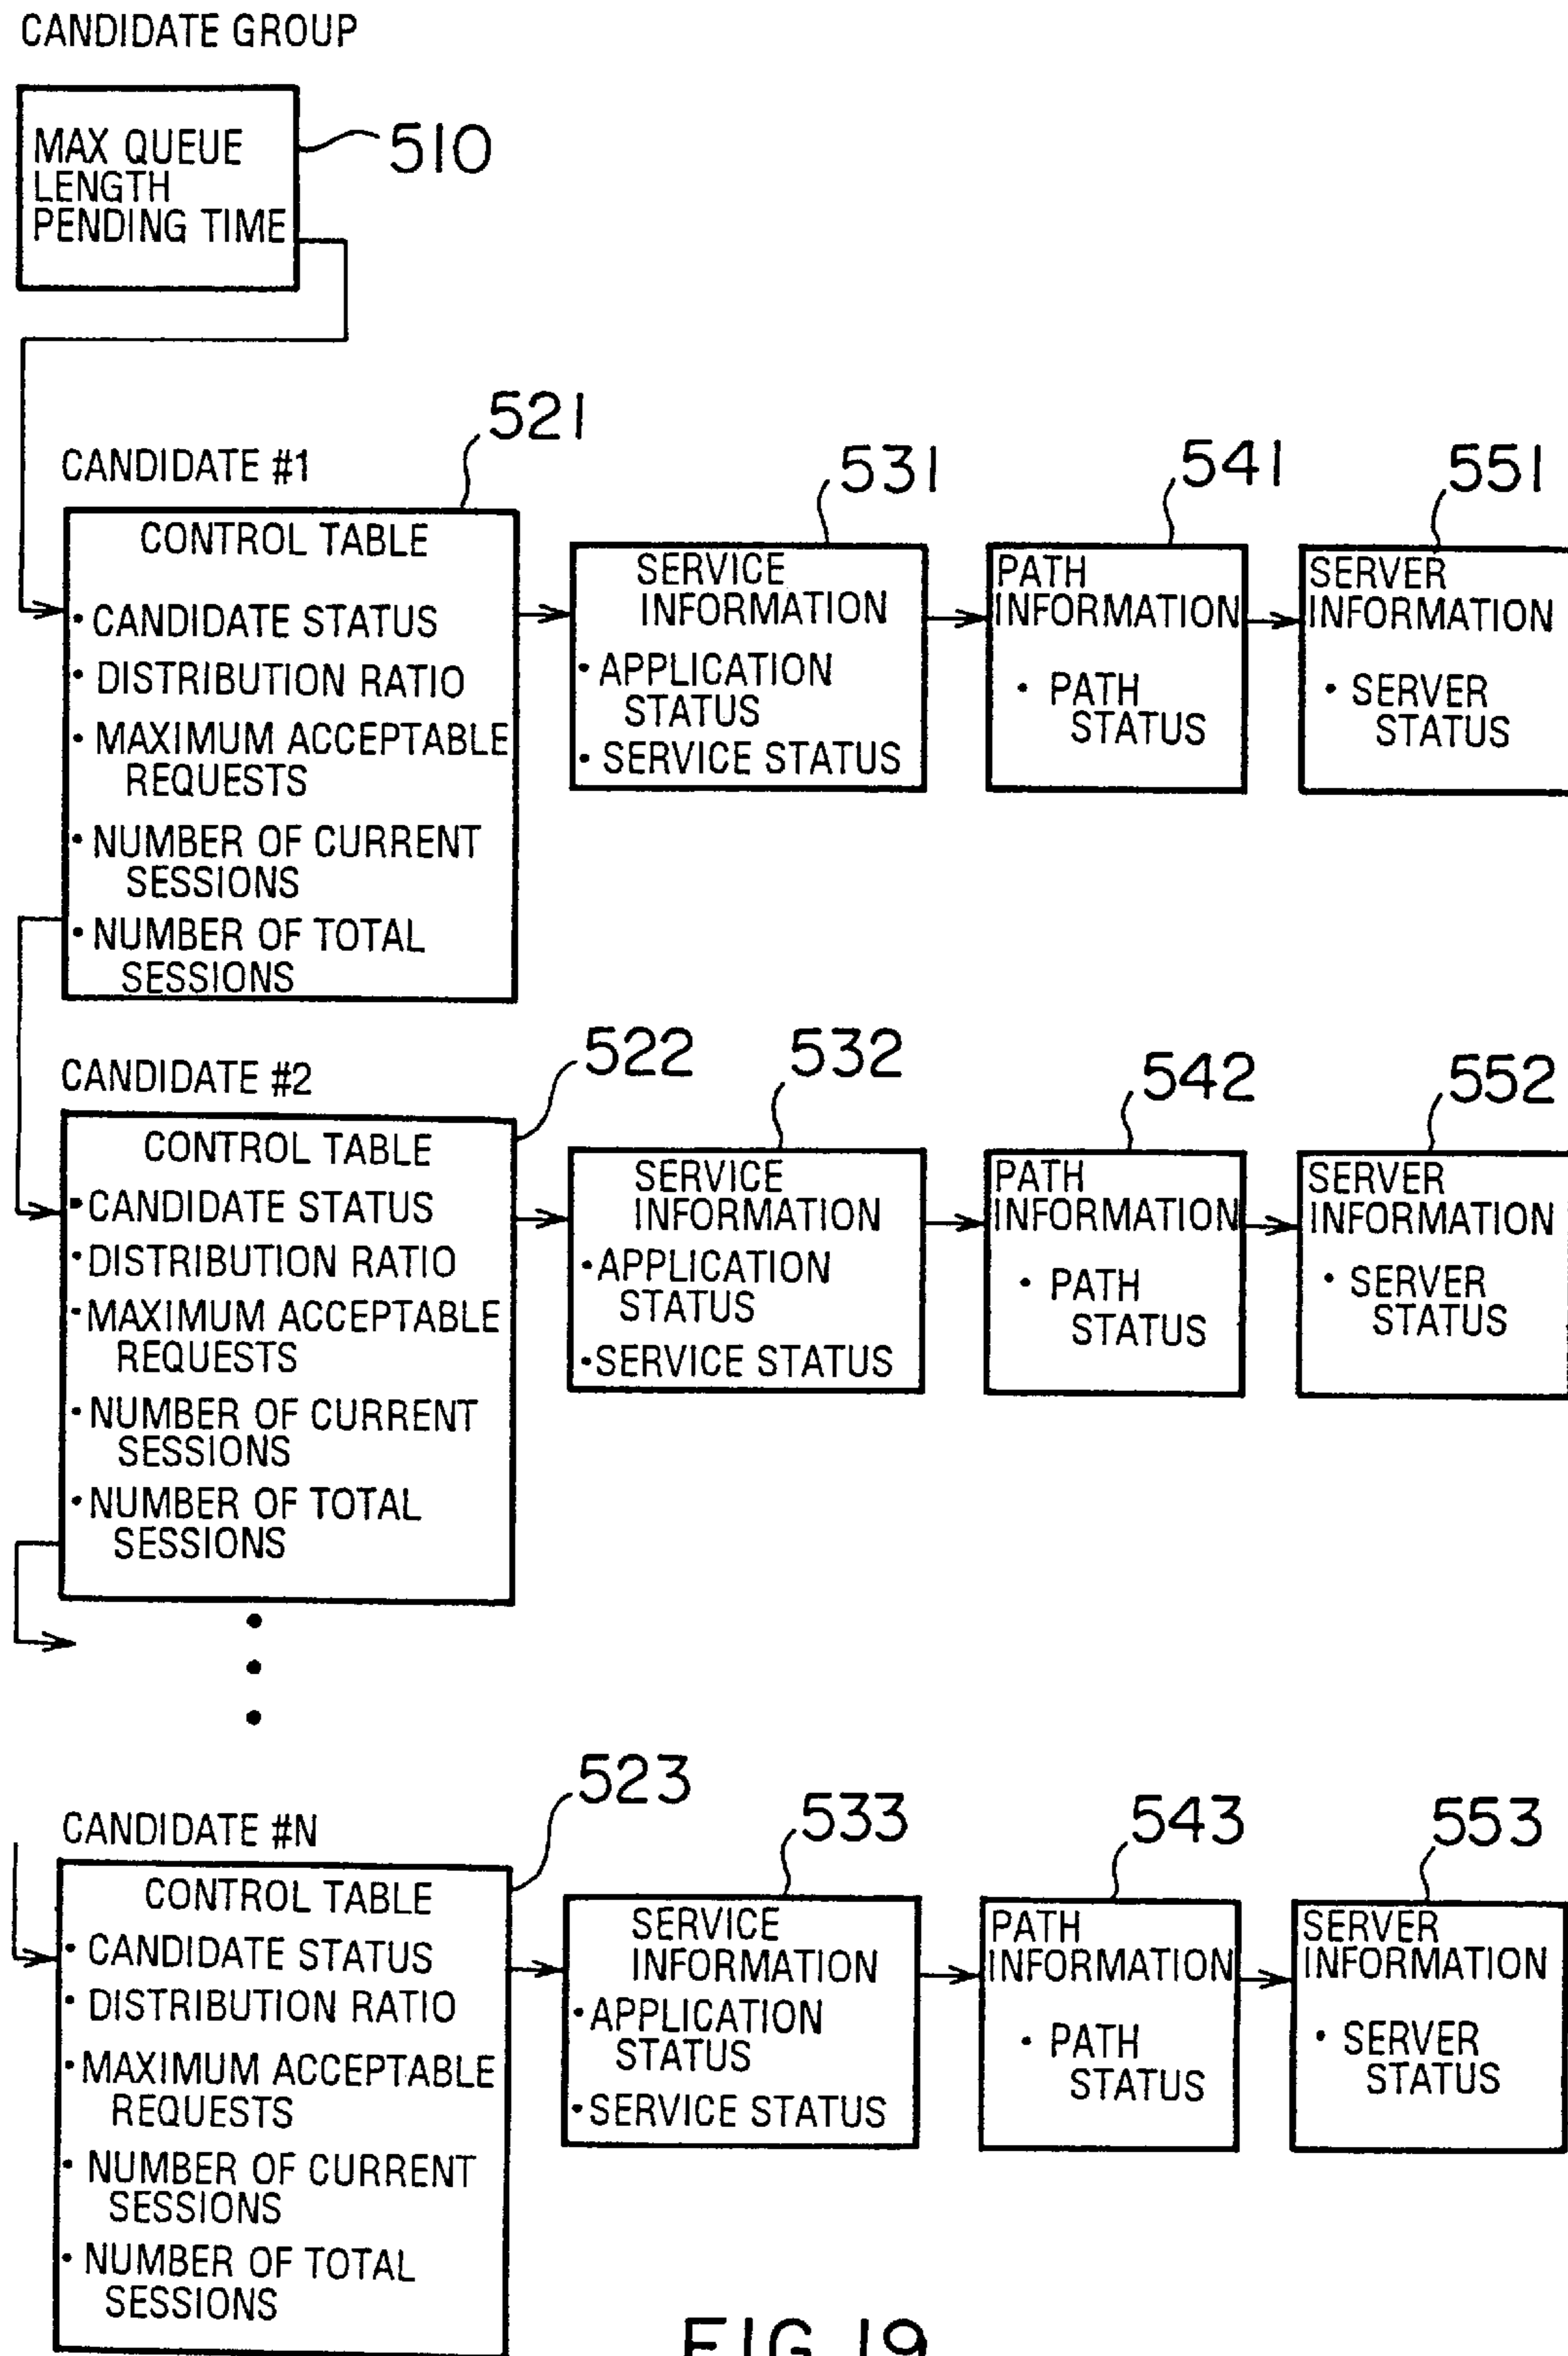 CANDIDATE GROUP
MAX QUEUE
LENGTH
PENDING TIME
510
521
CANDIDATE #1
CONTROL TABLE
• CANDIDATE STATUS
• DISTRIBUTION RATIO
• MAXIMUM ACCEPTABLE
REQUESTS
• NUMBER OF CURRENT
SESSIONS
• NUMBER OF TOTAL
SESSIONS
531
SERVICE
INFORMATION
• APPLICATION
STATUS
• SERVICE STATUS
541
PATH
INFORMATION
• PATH
STATUS
551
SERVER
INFORMATION
• SERVER
STATUS
522
CANDIDATE #2
CONTROL TABLE
• CANDIDATE STATUS
• DISTRIBUTION RATIO
• MAXIMUM ACCEPTABLE
REQUESTS
• NUMBER OF CURRENT
SESSIONS
• NUMBER OF TOTAL
SESSIONS
532
SERVICE
INFORMATION
• APPLICATION
STATUS
• SERVICE STATUS
542
PATH
INFORMATION
• PATH
STATUS
552
SERVER
INFORMATION
• SERVER
STATUS
523
CANDIDATE #N
CONTROL TABLE
• CANDIDATE STATUS
• DISTRIBUTION RATIO
• MAXIMUM ACCEPTABLE
REQUESTS
• NUMBER OF CURRENT
SESSIONS
• NUMBER OF TOTAL
SESSIONS
533
SERVICE
INFORMATION
• APPLICATION
STATUS
• SERVICE STATUS
543
PATH
INFORMATION
• PATH
STATUS
553
SERVER
INFORMATION
• SERVER
STATUS
FIG. 19